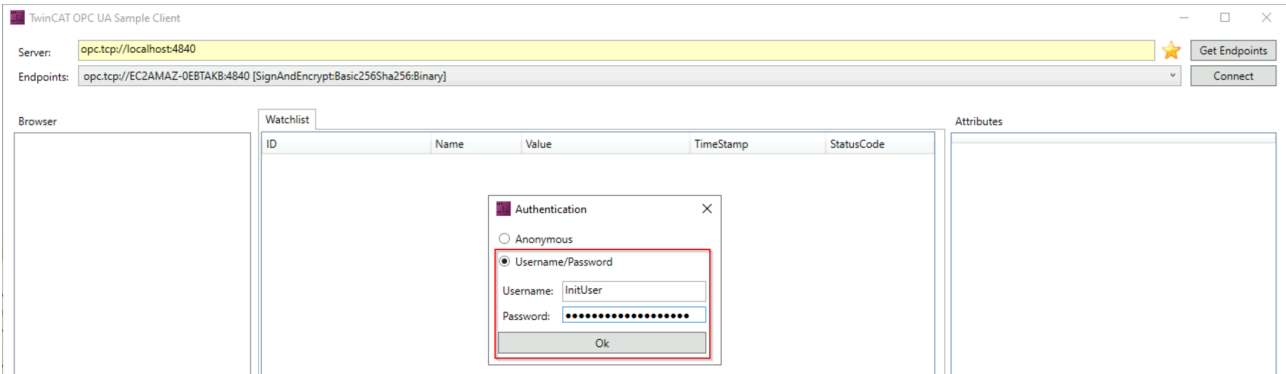 TwinCAT OPC UA Sample Client
Server: opc.tcp://localhost:4840 Get Endpoints
Endpoints: opc.tcp://EC2AMAZ-0EBTAKB:4840 [SignAndEncrypt:Basic256Sha256:Binary] Connect
Browser Watchlist Attributes
ID Name Value TimeStamp StatusCode
Authentication
Anonymous
Username/Password
Username: InitUser
Password: ●●●●●●●●●●●●●●●●●●●
Ok